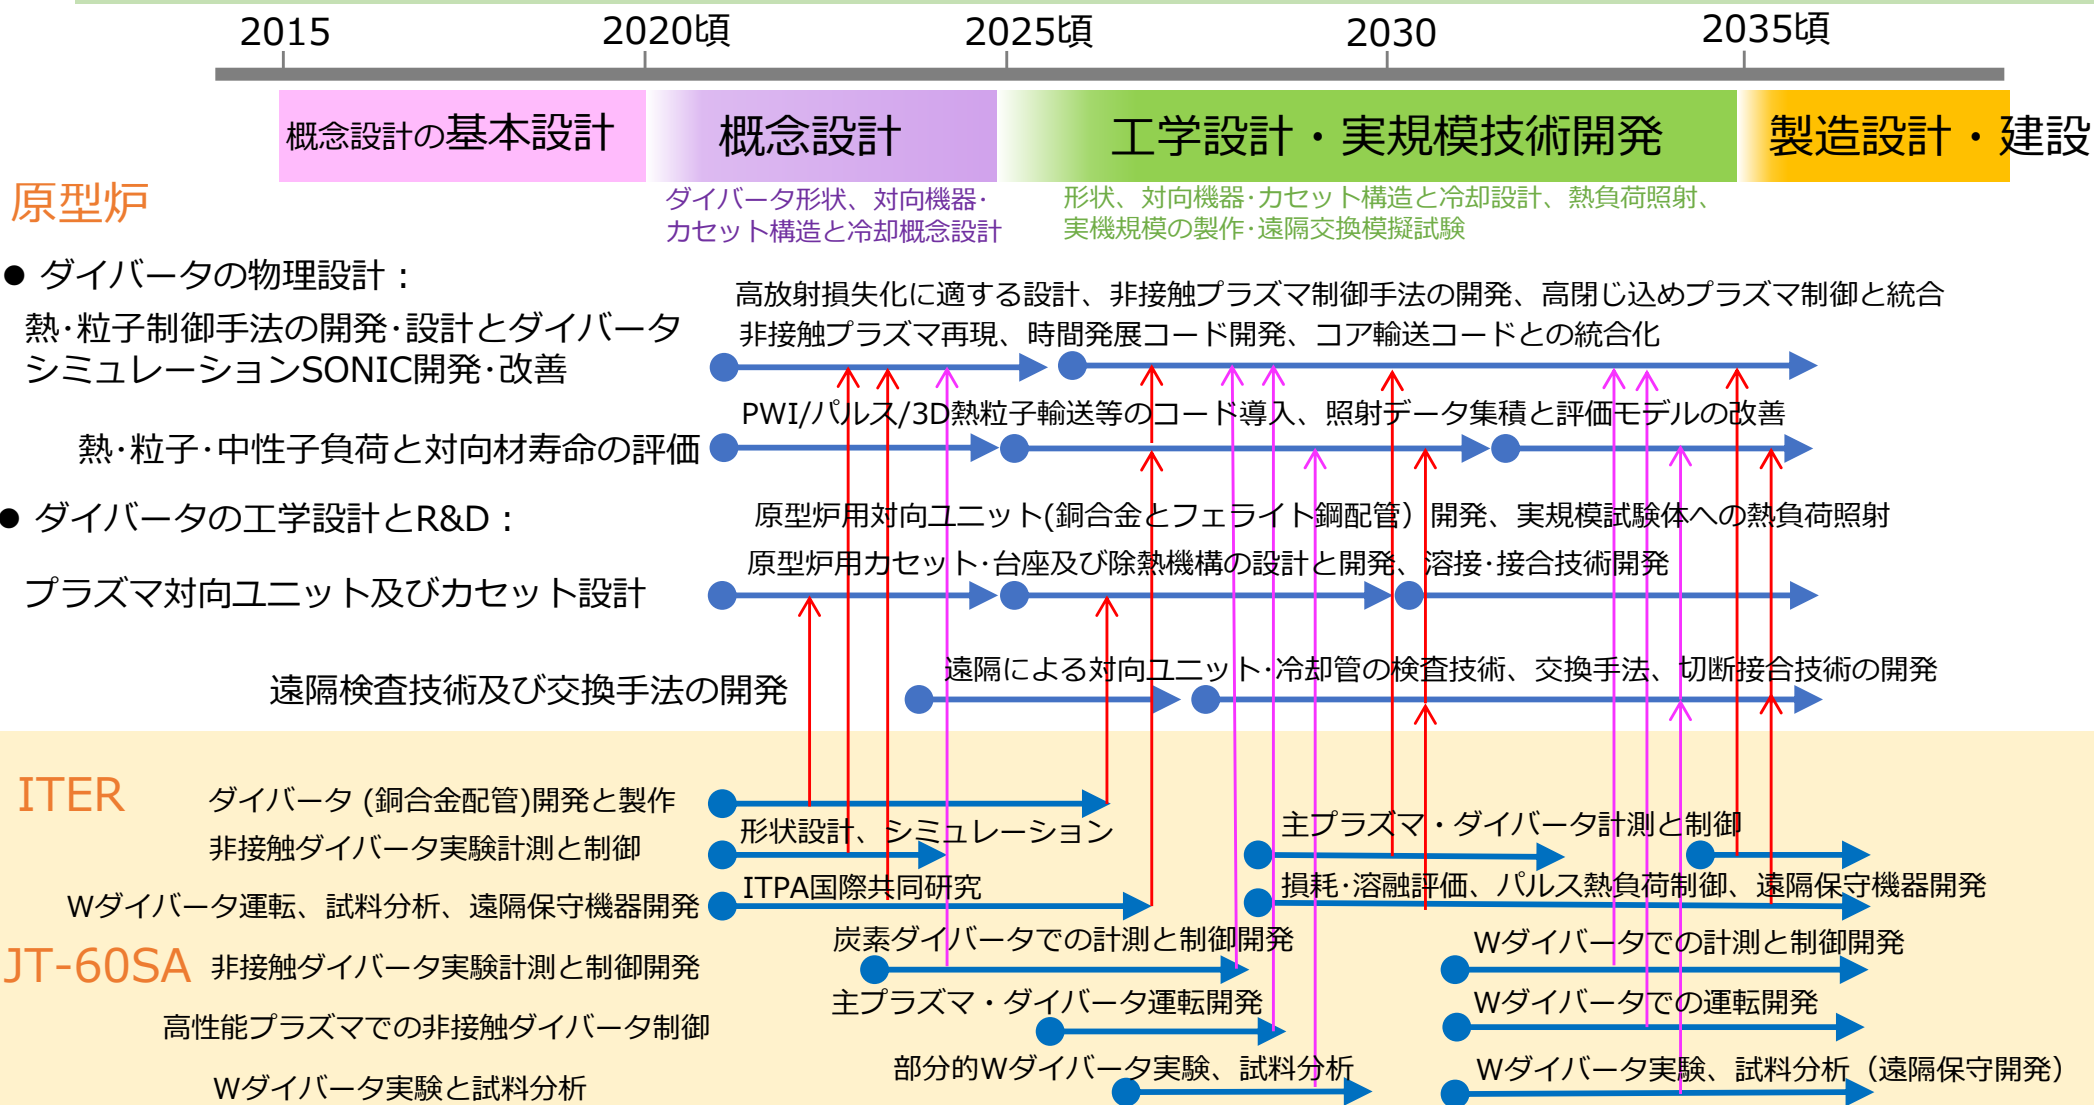 2015
2020頃
2025頃
2030
2035頃
概念設計の基本設計
概念設計
工学設計・実規模技術開発
製造設計・建設
原型炉
ダイバータ形状、対向機器･
カセット構造と冷却概念設計
形状、対向機器･カセット構造と冷却設計、熱負荷照射、
実機規模の製作･遠隔交換模擬試験
● ダイバータの物理設計：
熱･粒子制御手法の開発･設計とダイバータ
シミュレーションSONIC開発･改善
高放射損失化に適する設計、非接触プラズマ制御手法の開発、高閉じ込めプラズマ制御と統合
非接触プラズマ再現、時間発展コード開発、コア輸送コードとの統合化
PWI/パルス/3D熱粒子輸送等のコード導入、照射データ集積と評価モデルの改善
熱･粒子･中性子負荷と対向材寿命の評価
● ダイバータの工学設計とR&D：
原型炉用対向ユニット(銅合金とフェライト鋼配管）開発、実規模試験体への熱負荷照射
原型炉用カセット･台座及び除熱機構の設計と開発、溶接･接合技術開発
プラズマ対向ユニット及びカセット設計
遠隔による対向ユニット･冷却管の検査技術、交換手法、切断接合技術の開発
遠隔検査技術及び交換手法の開発
ITER
ダイバータ (銅合金配管)開発と製作
形状設計、シミュレーション
主プラズマ・ダイバータ計測と制御
非接触ダイバータ実験計測と制御
ITPA国際共同研究
損耗･溶融評価、パルス熱負荷制御、遠隔保守機器開発
Wダイバータ運転、試料分析、遠隔保守機器開発
JT-60SA
炭素ダイバータでの計測と制御開発
Wダイバータでの計測と制御開発
非接触ダイバータ実験計測と制御開発
主プラズマ・ダイバータ運転開発
Wダイバータでの運転開発
高性能プラズマでの非接触ダイバータ制御
部分的Wダイバータ実験、試料分析
Wダイバータ実験、試料分析（遠隔保守開発）
Wダイバータ実験と試料分析